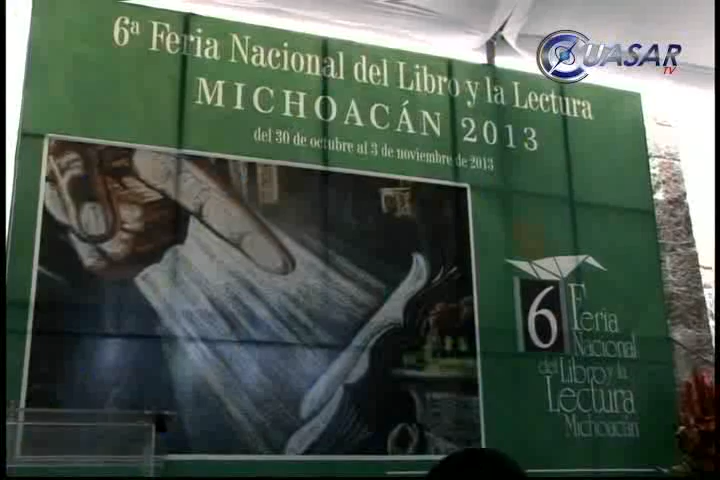 6ª Feria Nacional del Libro y la Lectura
MICHOACÁN 2013
del 30 de octubre al 3 de noviembre de 2013
QUASAR
TV
6
Feria
Nacional
del Libro y la
Lectura
Michoacán